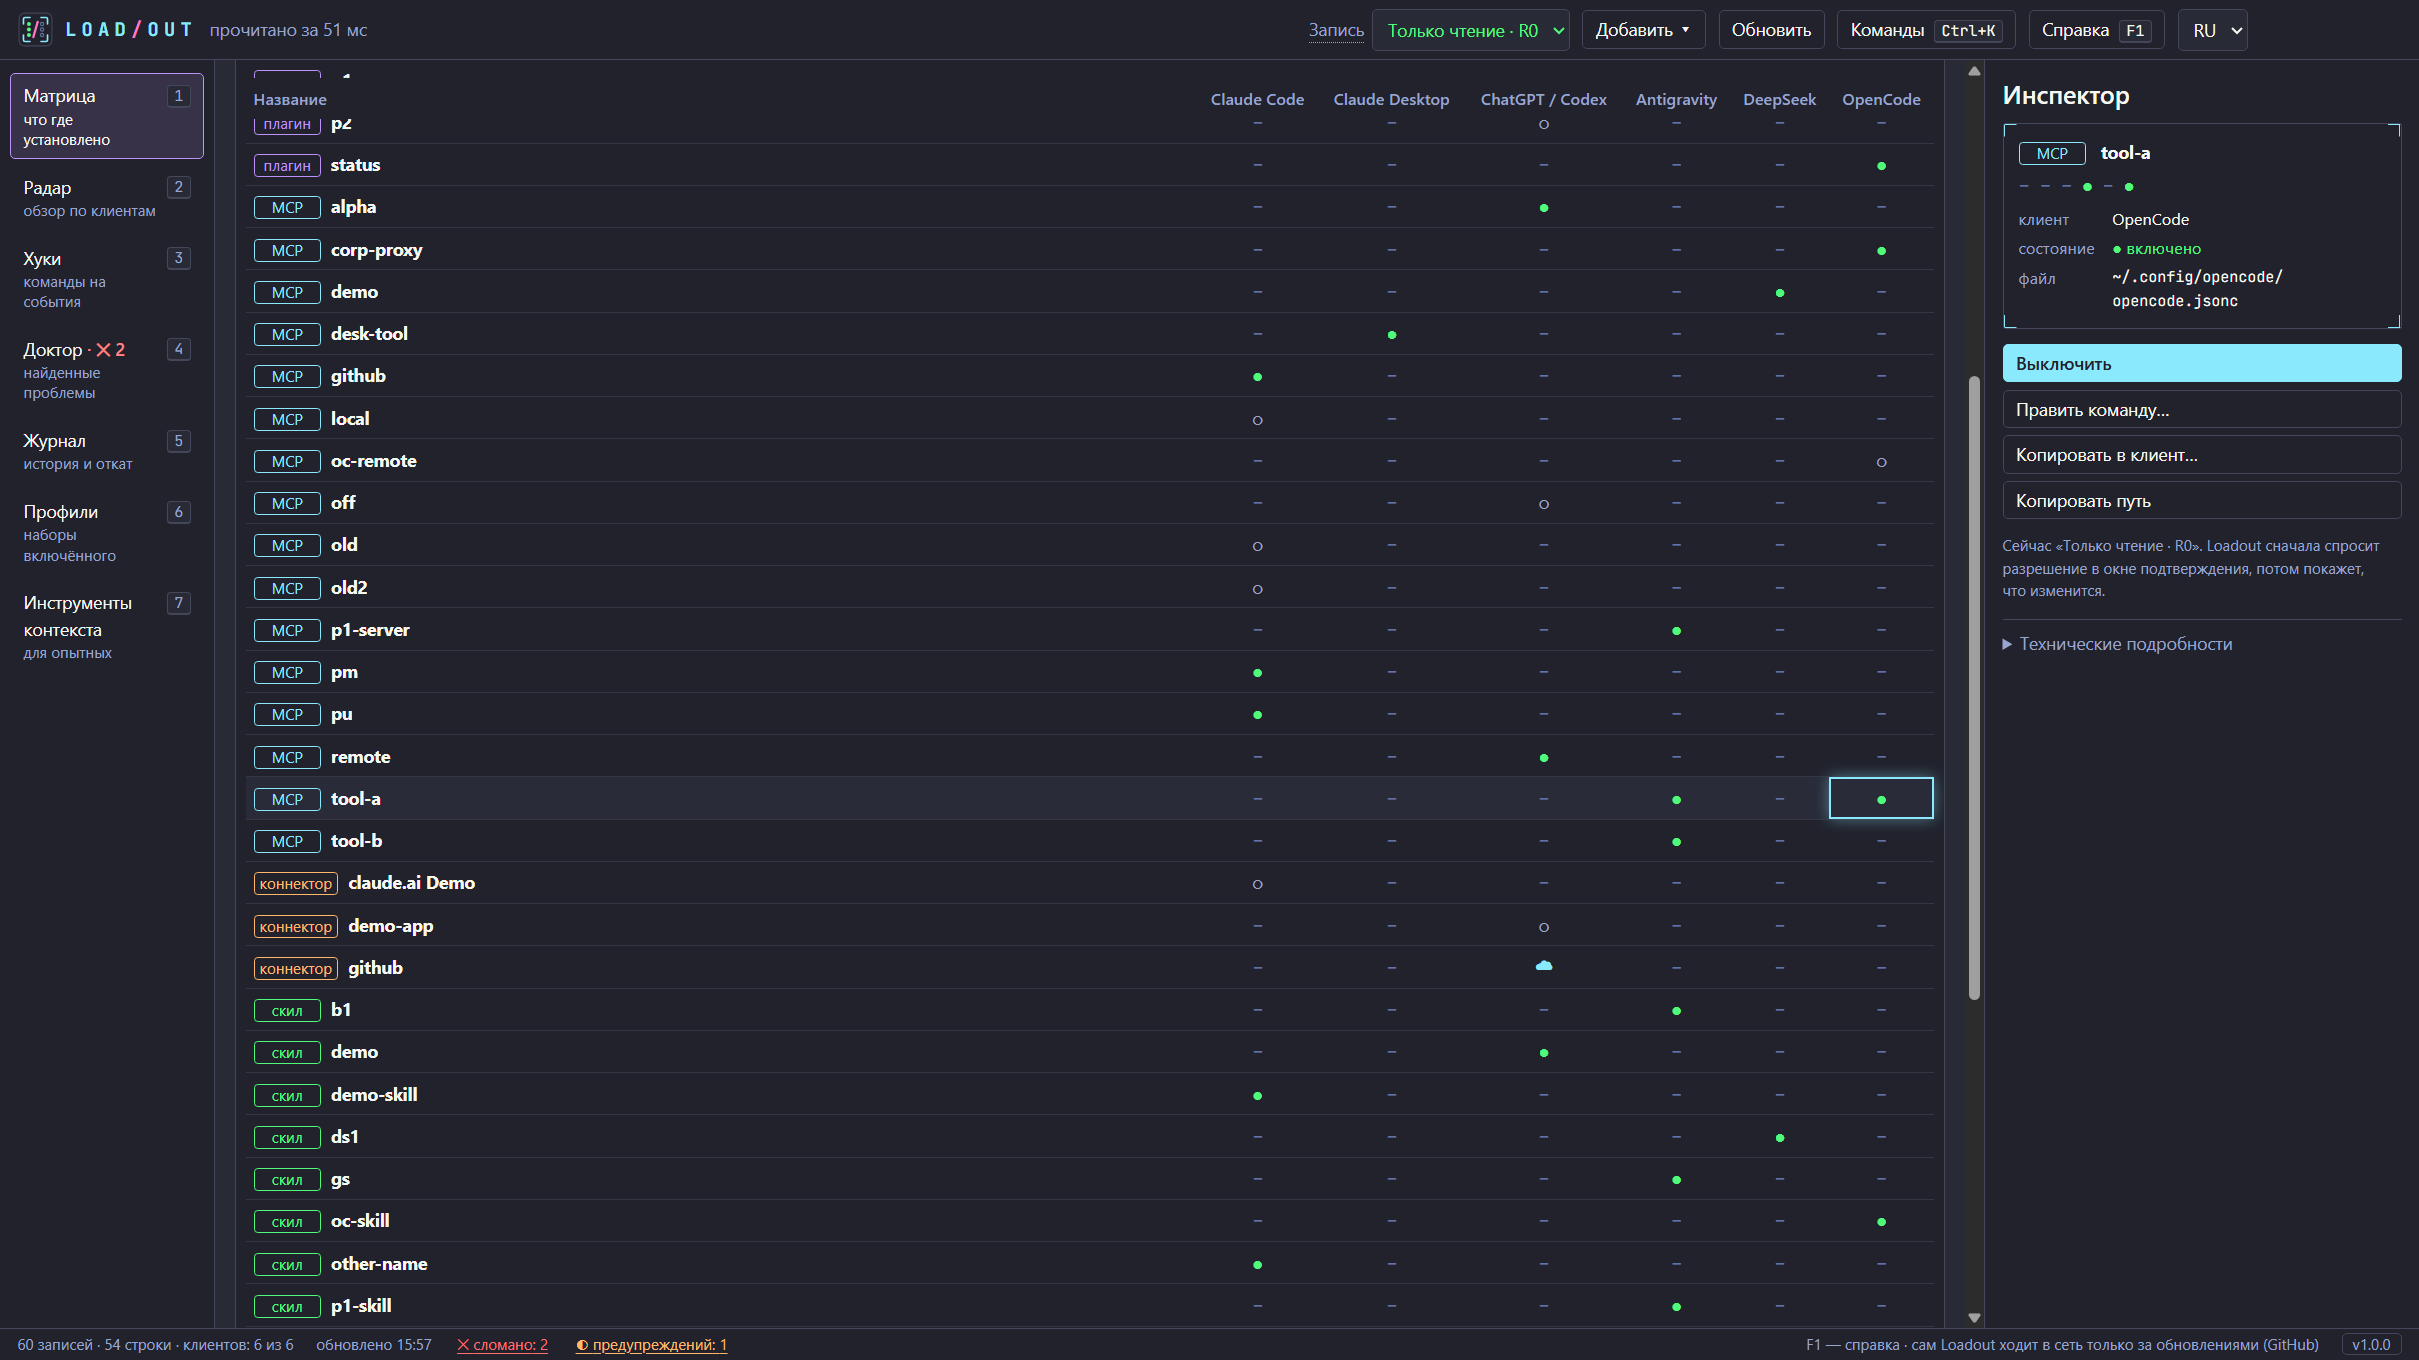 LOAD/OUT прочитано за 51 мс Запись Только чтение · R0 Добавить ▾ Обновить Команды Ctrl+K Справка F1 RU
Матрица 1
что где
установлено
Радар 2
обзор по клиентам
Хуки 3
команды на
события
Доктор · ✕ 2 4
найденные
проблемы
Журнал 5
история и откат
Профили 6
наборы
включённого
Инструменты 7
контекста
для опытных
Название Claude Code Claude Desktop ChatGPT / Codex Antigravity DeepSeek OpenCode
плагин p2 – – ○ – – –
плагин status – – – – – ●
MCP alpha – – ● – – –
MCP corp-proxy – – – – – ●
MCP demo – – – – ● –
MCP desk-tool – ● – – – –
MCP github ● – – – – –
MCP local ○ – – – – –
MCP oc-remote – – – – – ○
MCP off – – ○ – – –
MCP old ○ – – – – –
MCP old2 ○ – – – – –
MCP p1-server – – – ● – –
MCP pm ● – – – – –
MCP pu ● – – – – –
MCP remote – – ● – – –
MCP tool-a – – – ● – ●
MCP tool-b – – – ● – –
коннектор claude.ai Demo ○ – – – – –
коннектор demo-app – – ○ – – –
коннектор github – – ☁ – – –
скил b1 – – – ● – –
скил demo – – ● – – –
скил demo-skill ● – – – – –
скил ds1 – – – – ● –
скил gs – – – ● – –
скил oc-skill – – – – – ●
скил other-name ● – – – – –
скил p1-skill – – – ● – –
Инспектор
MCP tool-a
– – – ● – ●
клиент OpenCode
состояние ● включено
файл ~/.config/opencode/
opencode.jsonc
Выключить
Править команду...
Копировать в клиент...
Копировать путь
Сейчас «Только чтение · R0». Loadout сначала спросит
разрешение в окне подтверждения, потом покажет,
что изменится.
▶ Технические подробности
60 записей · 54 строки · клиентов: 6 из 6 обновлено 15:57 ✕ сломано: 2 ◐ предупреждений: 1 F1 — справка · сам Loadout ходит в сеть только за обновлениями (GitHub) v1.0.0